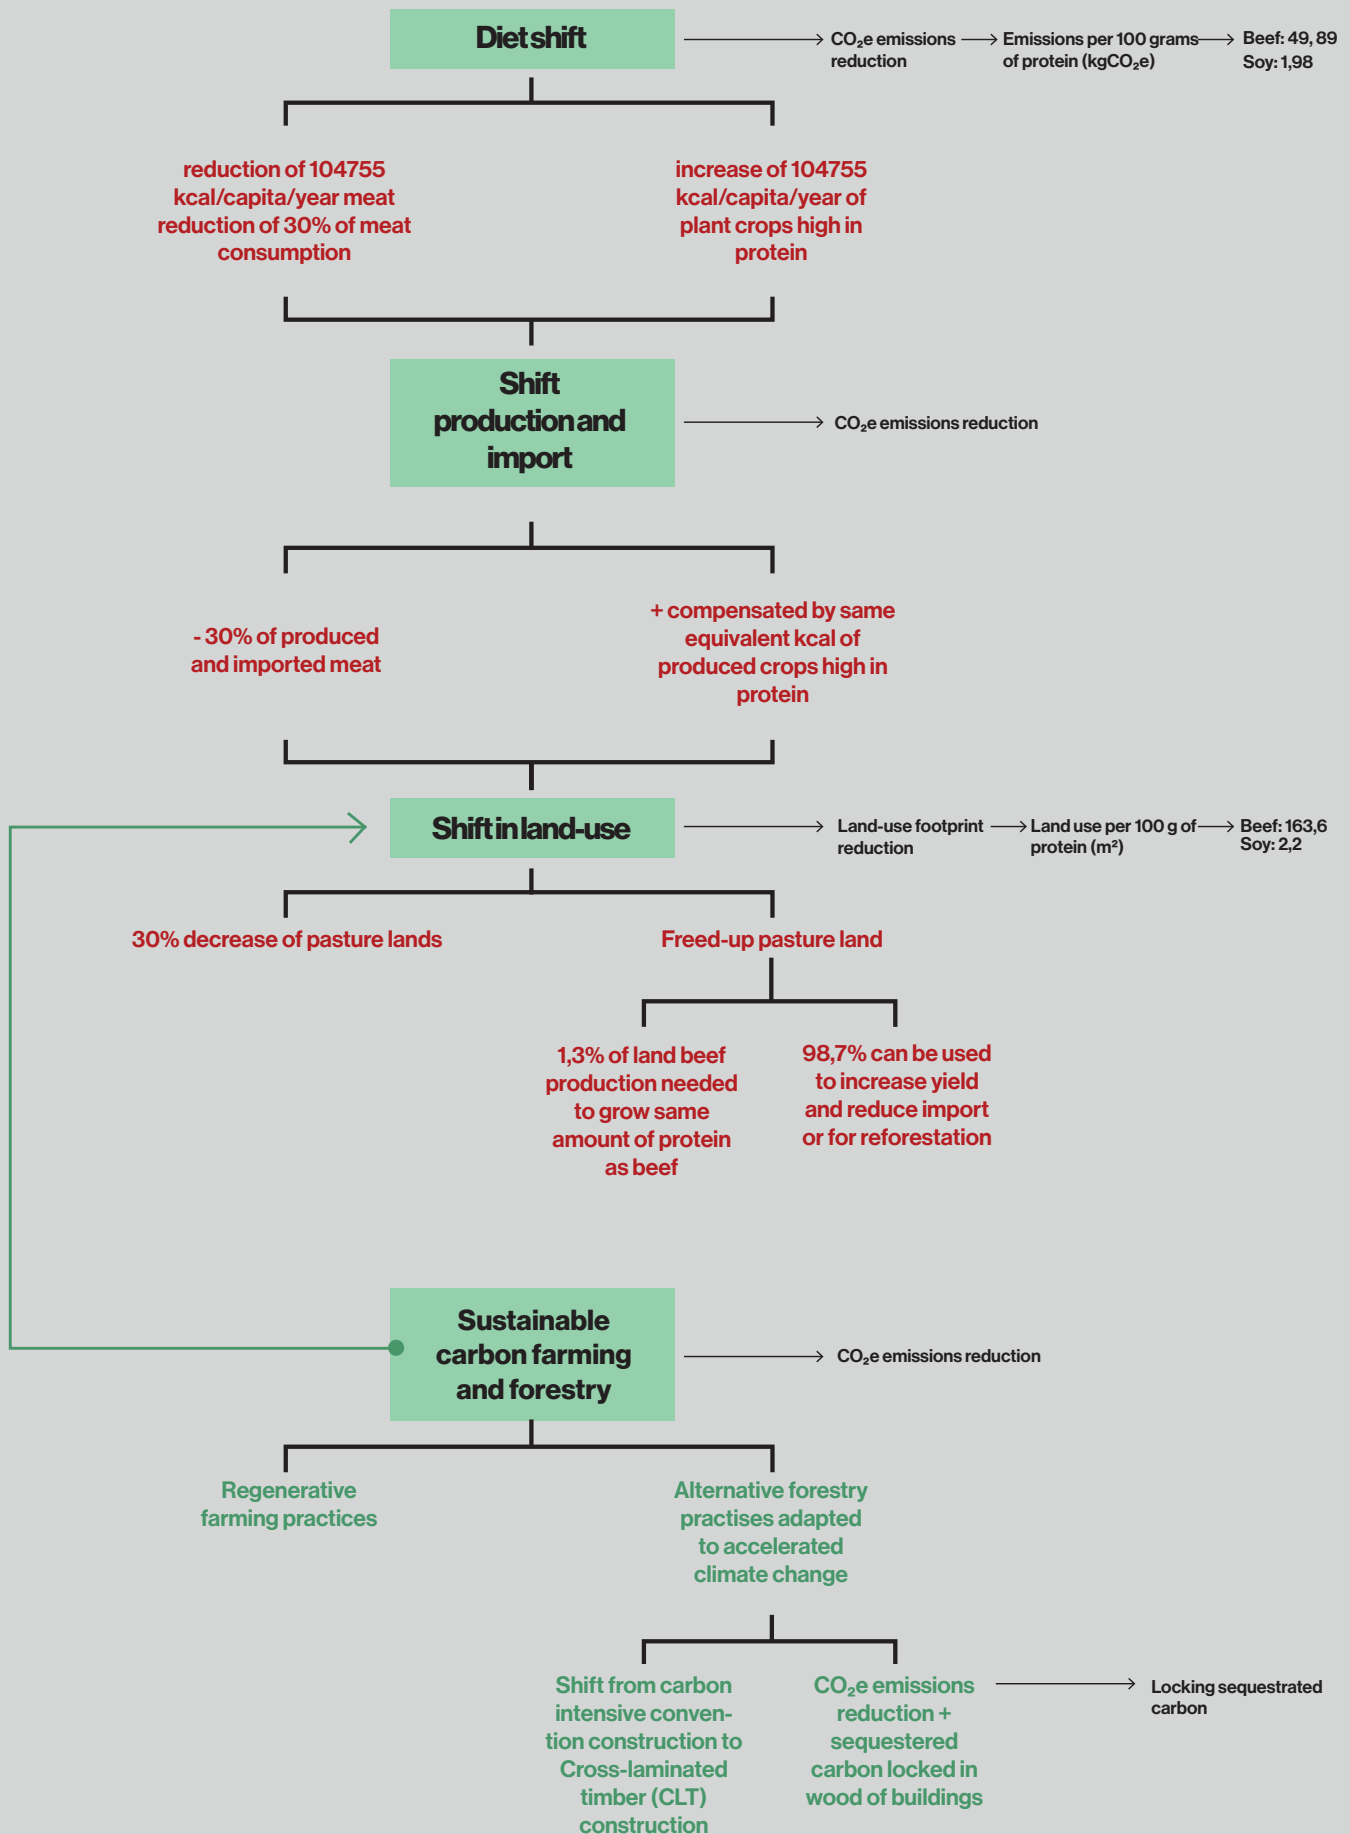 Diet shift
CO₂e emissions
reduction
Emissions per 100 grams
of protein (kgCO₂e)
Beef: 49, 89
Soy: 1,98
reduction of 104755
kcal/capita/year meat
reduction of 30% of meat
consumption
increase of 104755
kcal/capita/year of
plant crops high in
protein
Shift
production and
import
CO₂e emissions reduction
- 30% of produced
and imported meat
+ compensated by same
equivalent kcal of
produced crops high in
protein
Shift in land-use
Land-use footprint
reduction
Land use per 100 g of
protein (m²)
Beef: 163,6
Soy: 2,2
30% decrease of pasture lands
Freed-up pasture land
1,3% of land beef
production needed
to grow same
amount of protein
as beef
98,7% can be used
to increase yield
and reduce import
or for reforestation
Sustainable
carbon farming
and forestry
CO₂e emissions reduction
Regenerative
farming practices
Alternative forestry
practises adapted
to accelerated
climate change
Shift from carbon
intensive conven-
tion construction to
Cross-laminated
timber (CLT)
construction
CO₂e emissions
reduction +
sequestered
carbon locked in
wood of buildings
Locking sequestrated
carbon